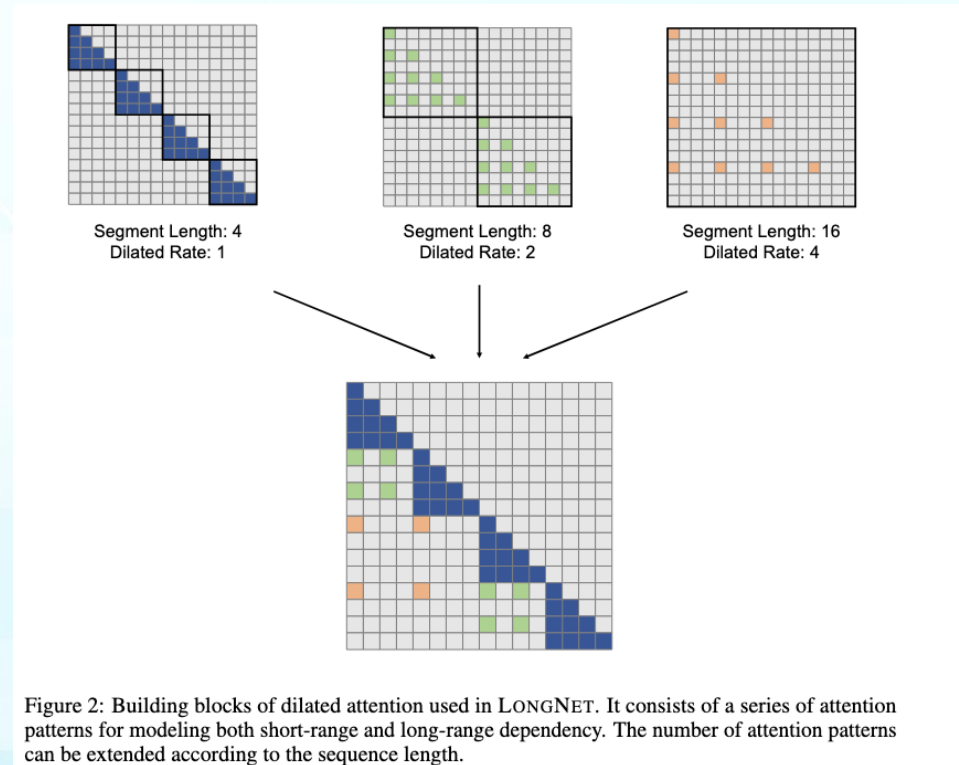 Segment Length: 4
Dilated Rate: 1
Segment Length: 8
Dilated Rate: 2
Segment Length: 16
Dilated Rate: 4
Figure 2: Building blocks of dilated attention used in LONGNET. It consists of a series of attention
patterns for modeling both short-range and long-range dependency. The number of attention patterns
can be extended according to the sequence length.